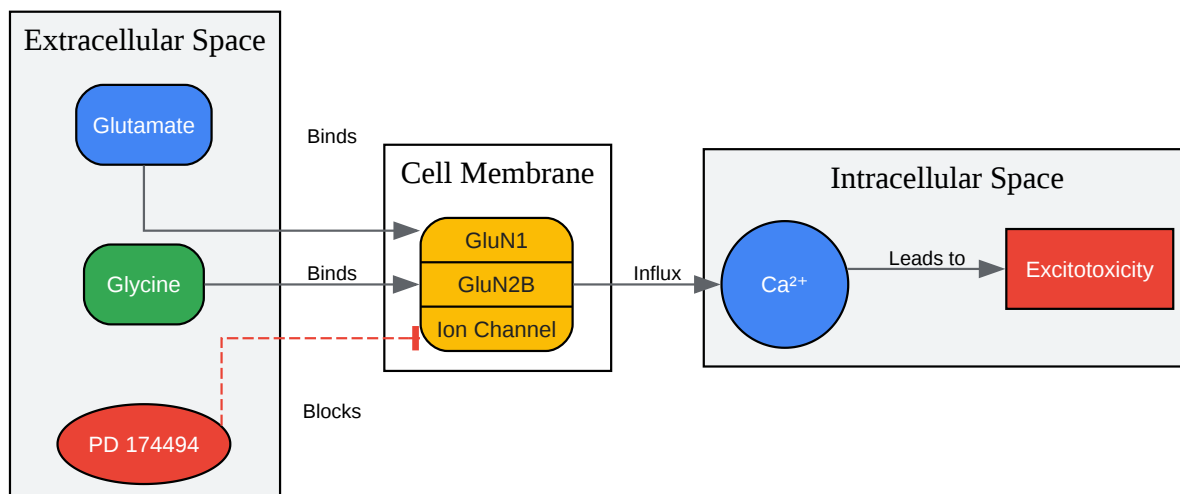 Extracellular Space
Glutamate
Binds
Cell Membrane
Intracellular Space
GluN1
Glycine
Binds
GluN2B
Influx
Ca²⁺
Leads to
Excitotoxicity
Ion Channel
Blocks
PD 174494